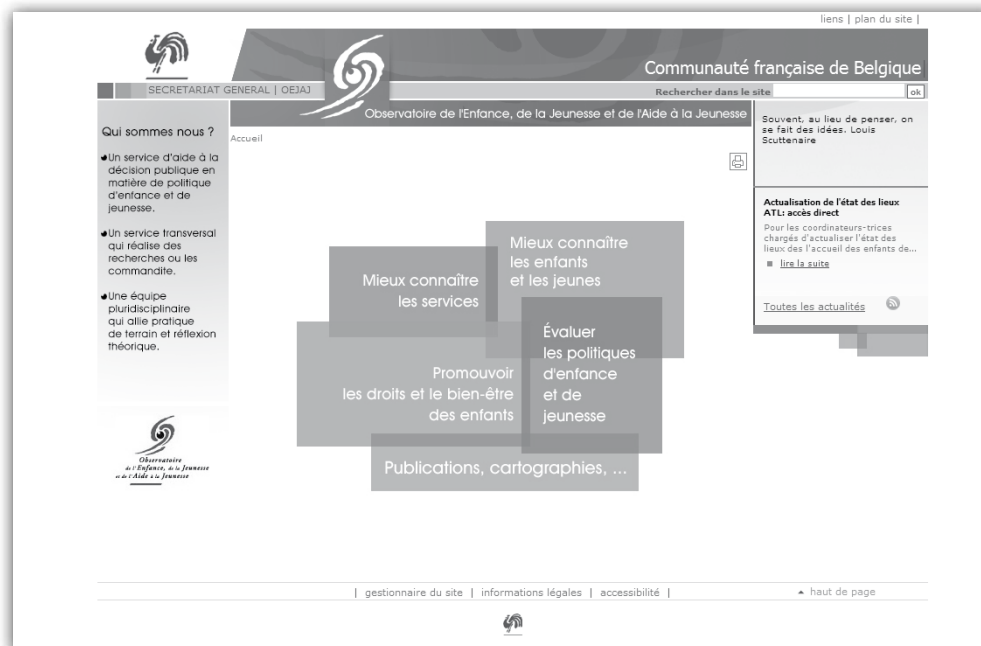 liens | plan du site |
Communauté française de Belgique
SECRETARIAT GENERAL | OEJAJ
Rechercher dans le site
ok
Observatoire de l'Enfance, de la Jeunesse et de l'Aide à la Jeunesse
Qui sommes nous ?
Un service d'aide à la
décision publique en
matière de politique
d'enfance et de
jeunesse.
Un service transversal
qui réalise des
recherches ou les
commandite.
Une équipe
pluridisciplinaire
qui allie pratique
de terrain et réflexion
théorique.
Observatoire
de l'Enfance, de la Jeunesse
et de l'Aide à la Jeunesse
Accueil
Mieux connaître
les services
Mieux connaître
les enfants
et les jeunes
Promouvoir
les droits et le bien-être
des enfants
Évaluer
les politiques
d'enfance
et de
jeunesse
Publications, cartographies, ...
Souvent, au lieu de penser, on
se fait des idées. Louis
Scuttenaire
Actualisation de l'état des lieux
ATL: accès direct
Pour les coordinateurs-trices
chargés d'actualiser l'état des
lieux des l'accueil des enfants de...
lire la suite
Toutes les actualités
| gestionnaire du site | informations légales | accessibilité |
haut de page